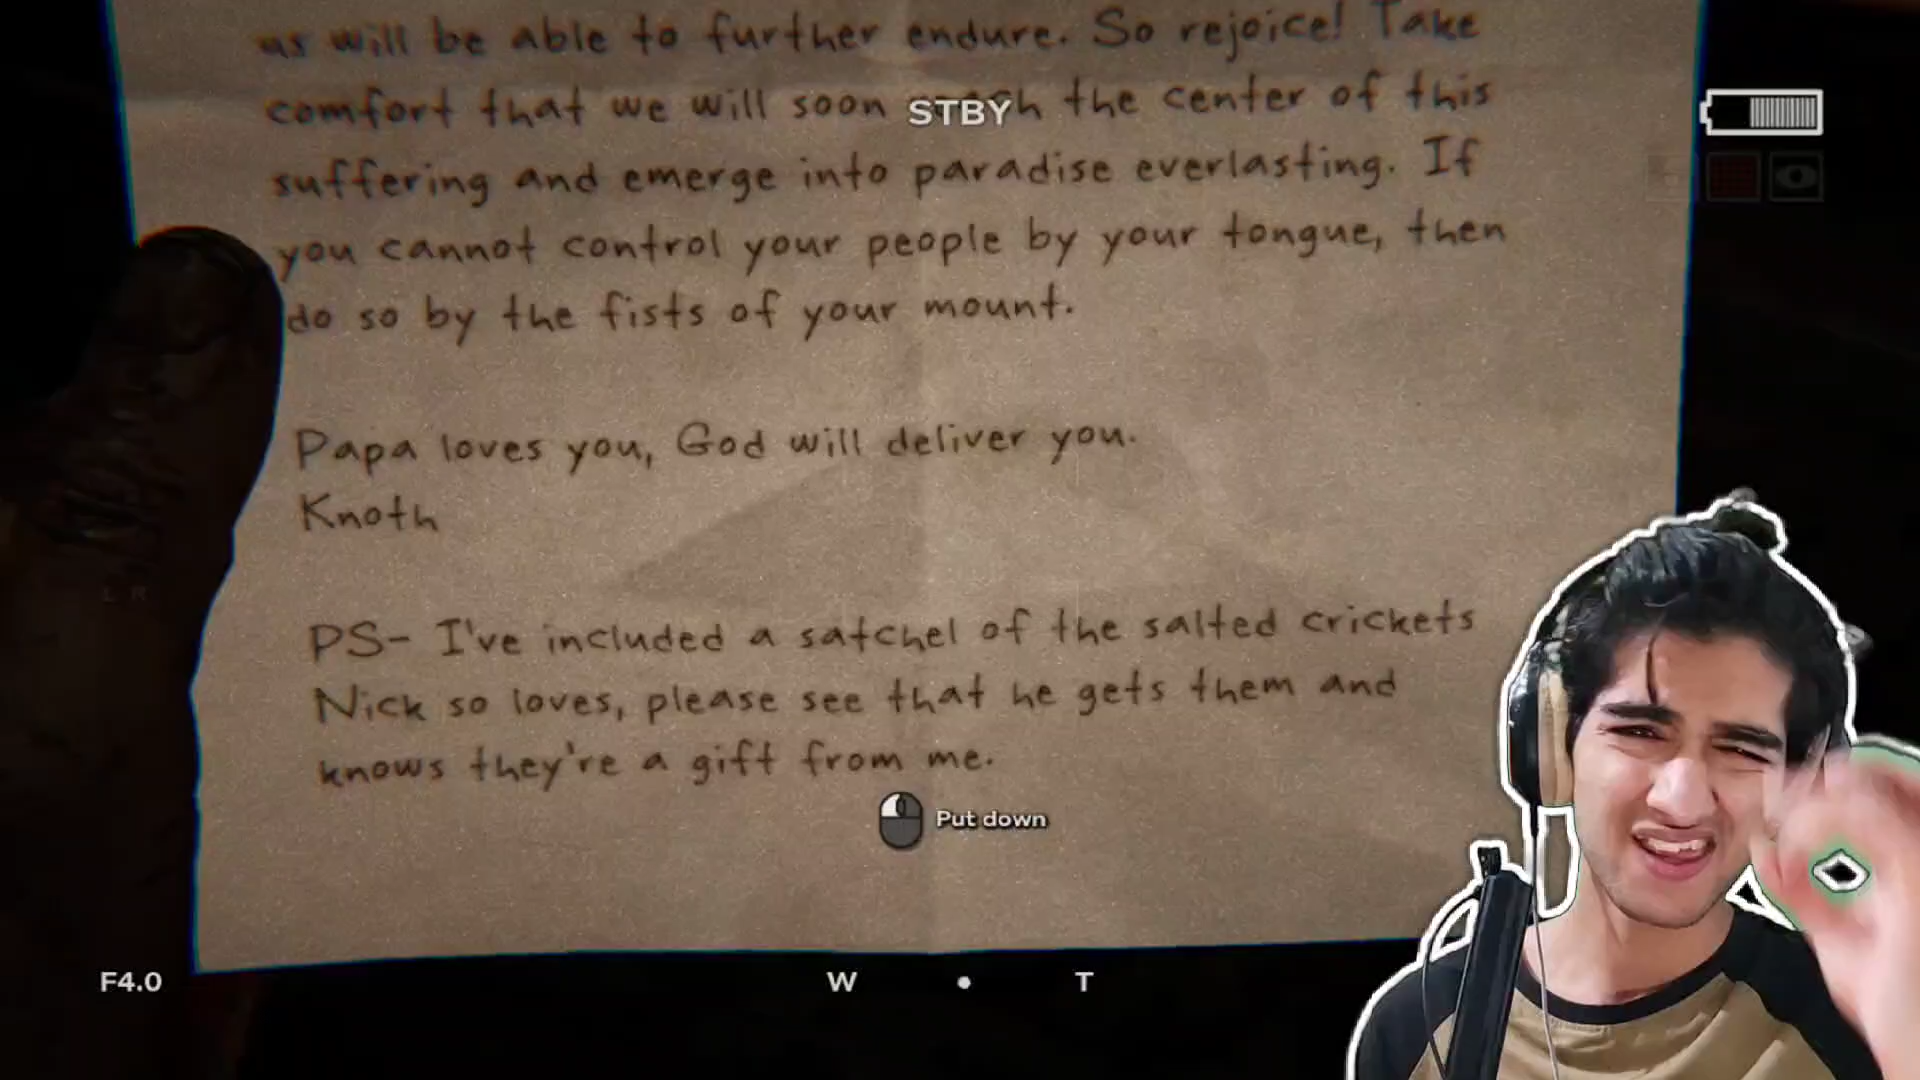 us will be able to further endure. So rejoice! Take
comfort that we will soon the center of this
STBY
suffering and emerge into paradise everlasting. If
you cannot control your people by your tongue, then
do so by the fists of your mount.
Papa loves you, God will deliver you.
Knoth
L R
PS- I've included a satchel of the salted crickets
Nick so loves, please see that he gets them and
knows they're a gift from me.
Put down
F4.0
W
T